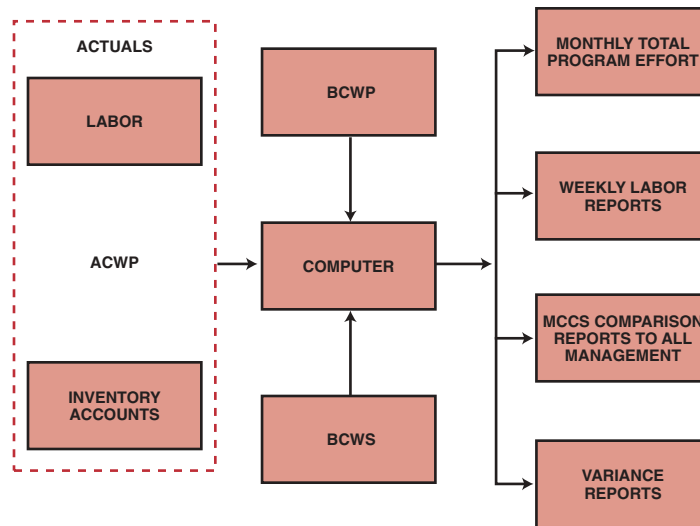 ACTUALS
LABOR
ACWP
INVENTORY
ACCOUNTS
BCWP
COMPUTER
BCWS
MONTHLY TOTAL
PROGRAM EFFORT
WEEKLY LABOR
REPORTS
MCCS COMPARISON
REPORTS TO ALL
MANAGEMENT
VARIANCE
REPORTS